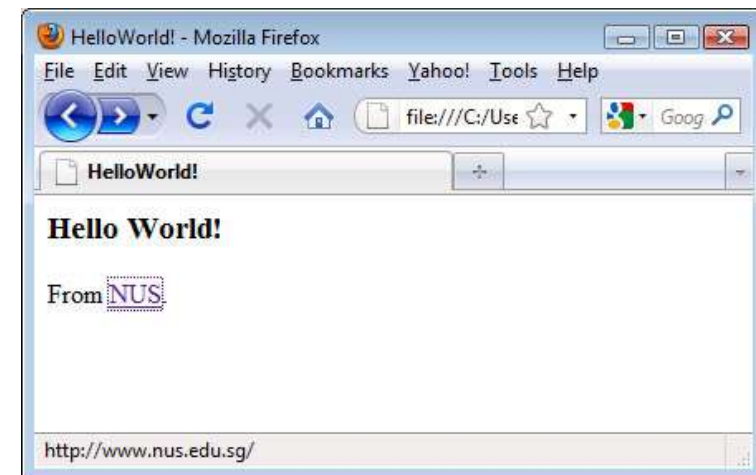 HelloWorld! - Mozilla Firefox
File Edit View History Bookmarks Yahoo! Tools Help
file:///C:/Use Goog
HelloWorld!
Hello World!
From NUS.
http://www.nus.edu.sg/